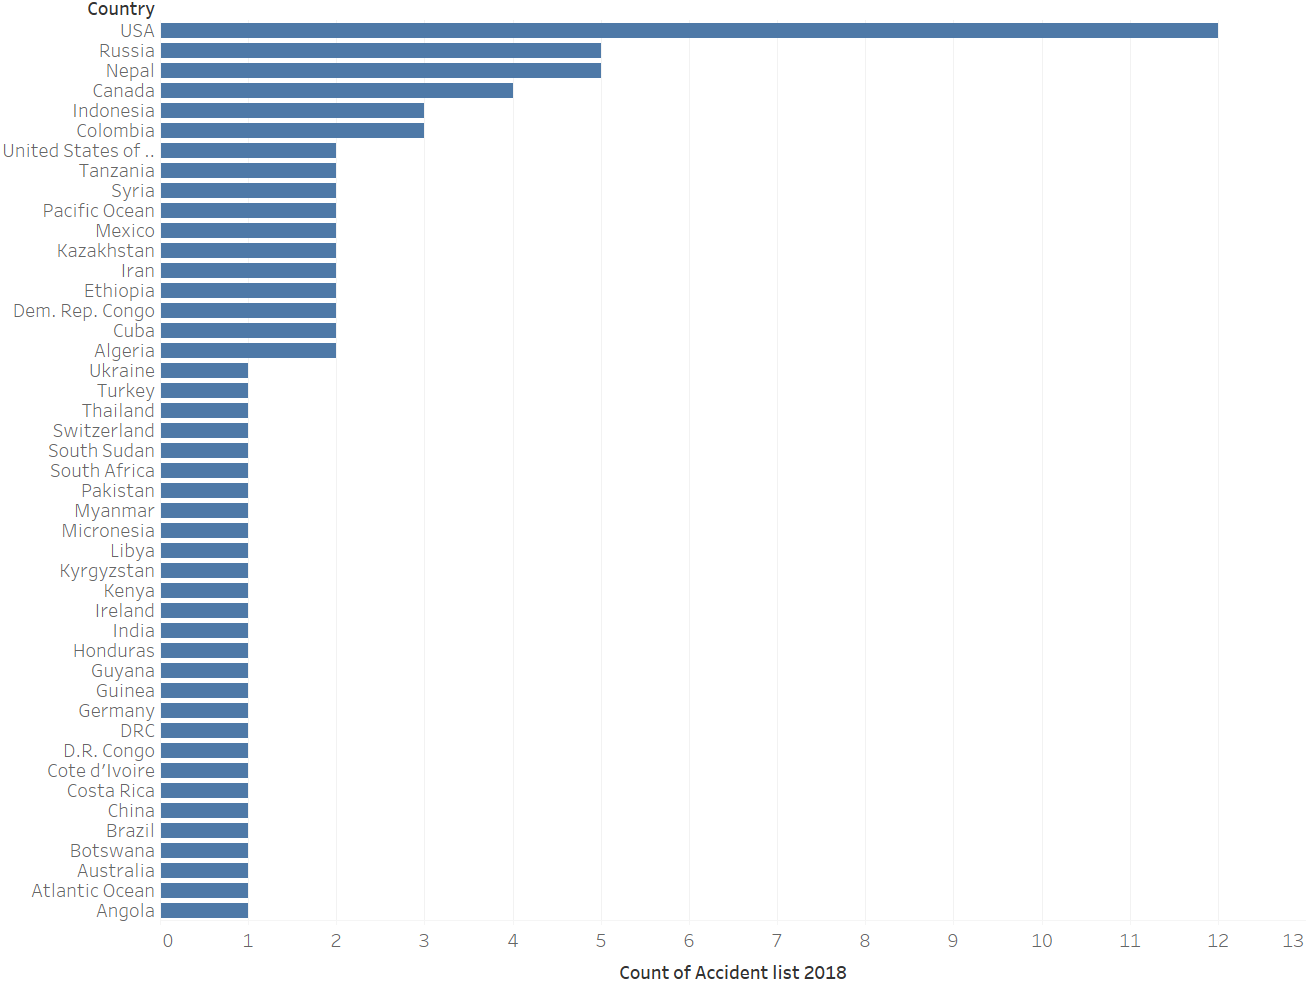 Country
USA
Russia
Nepal
Canada
Indonesia
Colombia
United States of ..
Tanzania
Syria
Pacific Ocean
Mexico
Kazakhstan
Iran
Ethiopia
Dem. Rep. Congo
Cuba
Algeria
Ukraine
Turkey
Thailand
Switzerland
South Sudan
South Africa
Pakistan
Myanmar
Micronesia
Libya
Kyrgyzstan
Kenya
Ireland
India
Honduras
Guyana
Guinea
Germany
DRC
D.R. Congo
Cote d’Ivoire
Costa Rica
China
Brazil
Botswana
Australia
Atlantic Ocean
Angola
0 1 2 3 4 5 6 7 8 9 10 11 12 13
Count of Accident list 2018